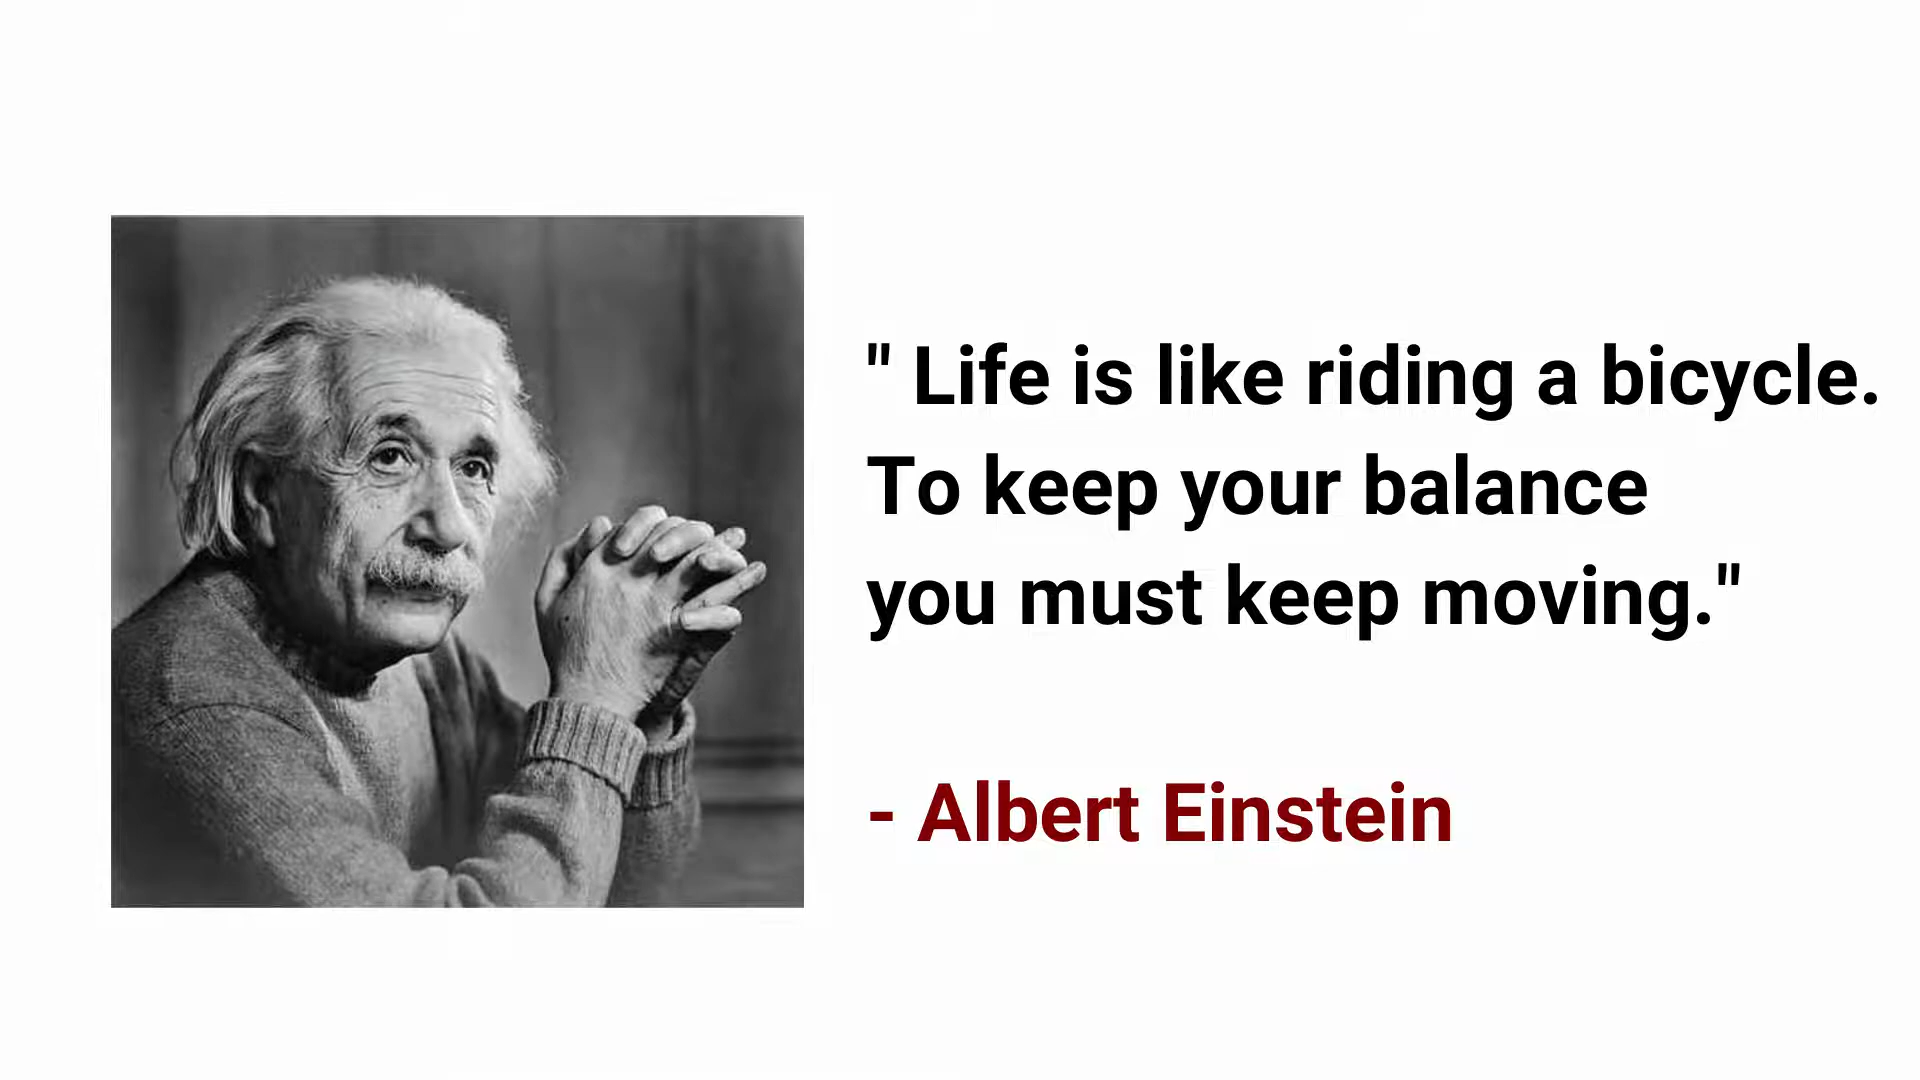 " Life is like riding a bicycle.
To keep your balance
you must keep moving."
- Albert Einstein